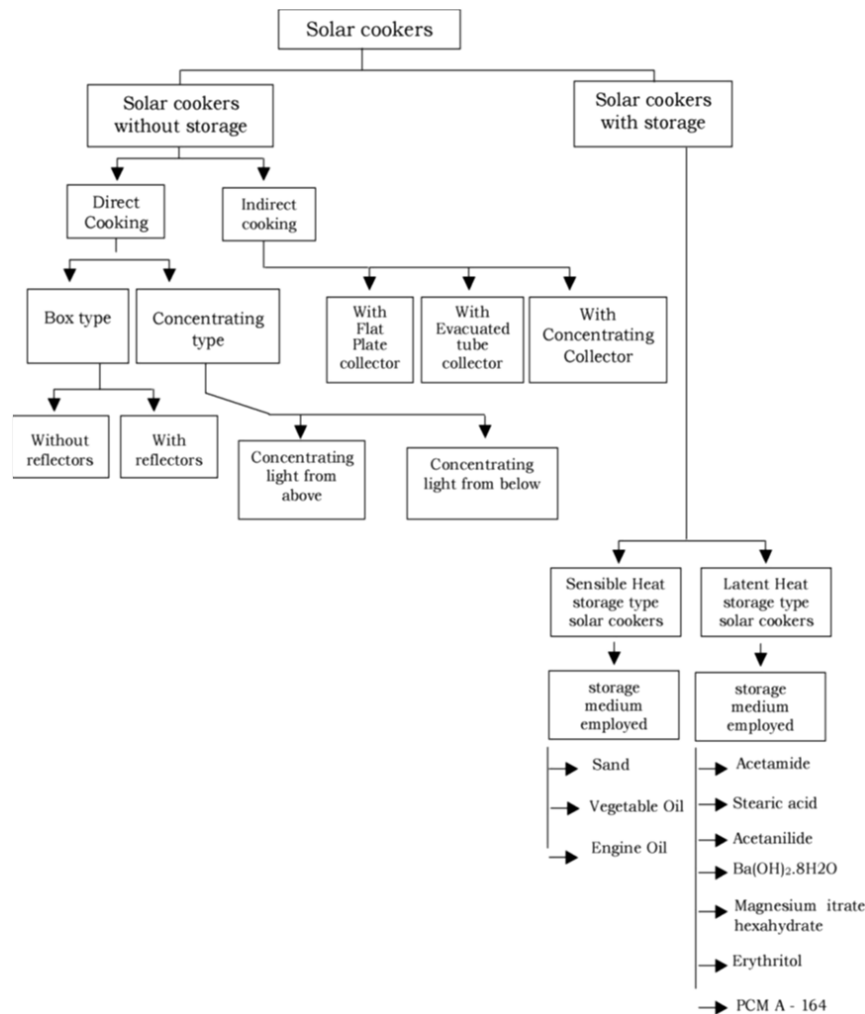 Solar cookers
Solar cookers
without storage
Solar cookers
with storage
Direct
Cooking
Indirect
cooking
Box type
Concentrating
type
With
Flat
Plate
collector
With
Evacuated
tube
collector
With
Concentrating
Collector
Without
reflectors
With
reflectors
Concentrating
light from
above
Concentrating
light from below
Sensible Heat
storage type
solar cookers
Latent Heat
storage type
solar cookers
storage
medium
employed
storage
medium
employed
Sand
Vegetable Oil
Engine Oil
Acetamide
Stearic acid
Acetanilide
Ba(OH)₂.8H2O
Magnesium itrate
hexahydrate
Erythritol
PCM A - 164